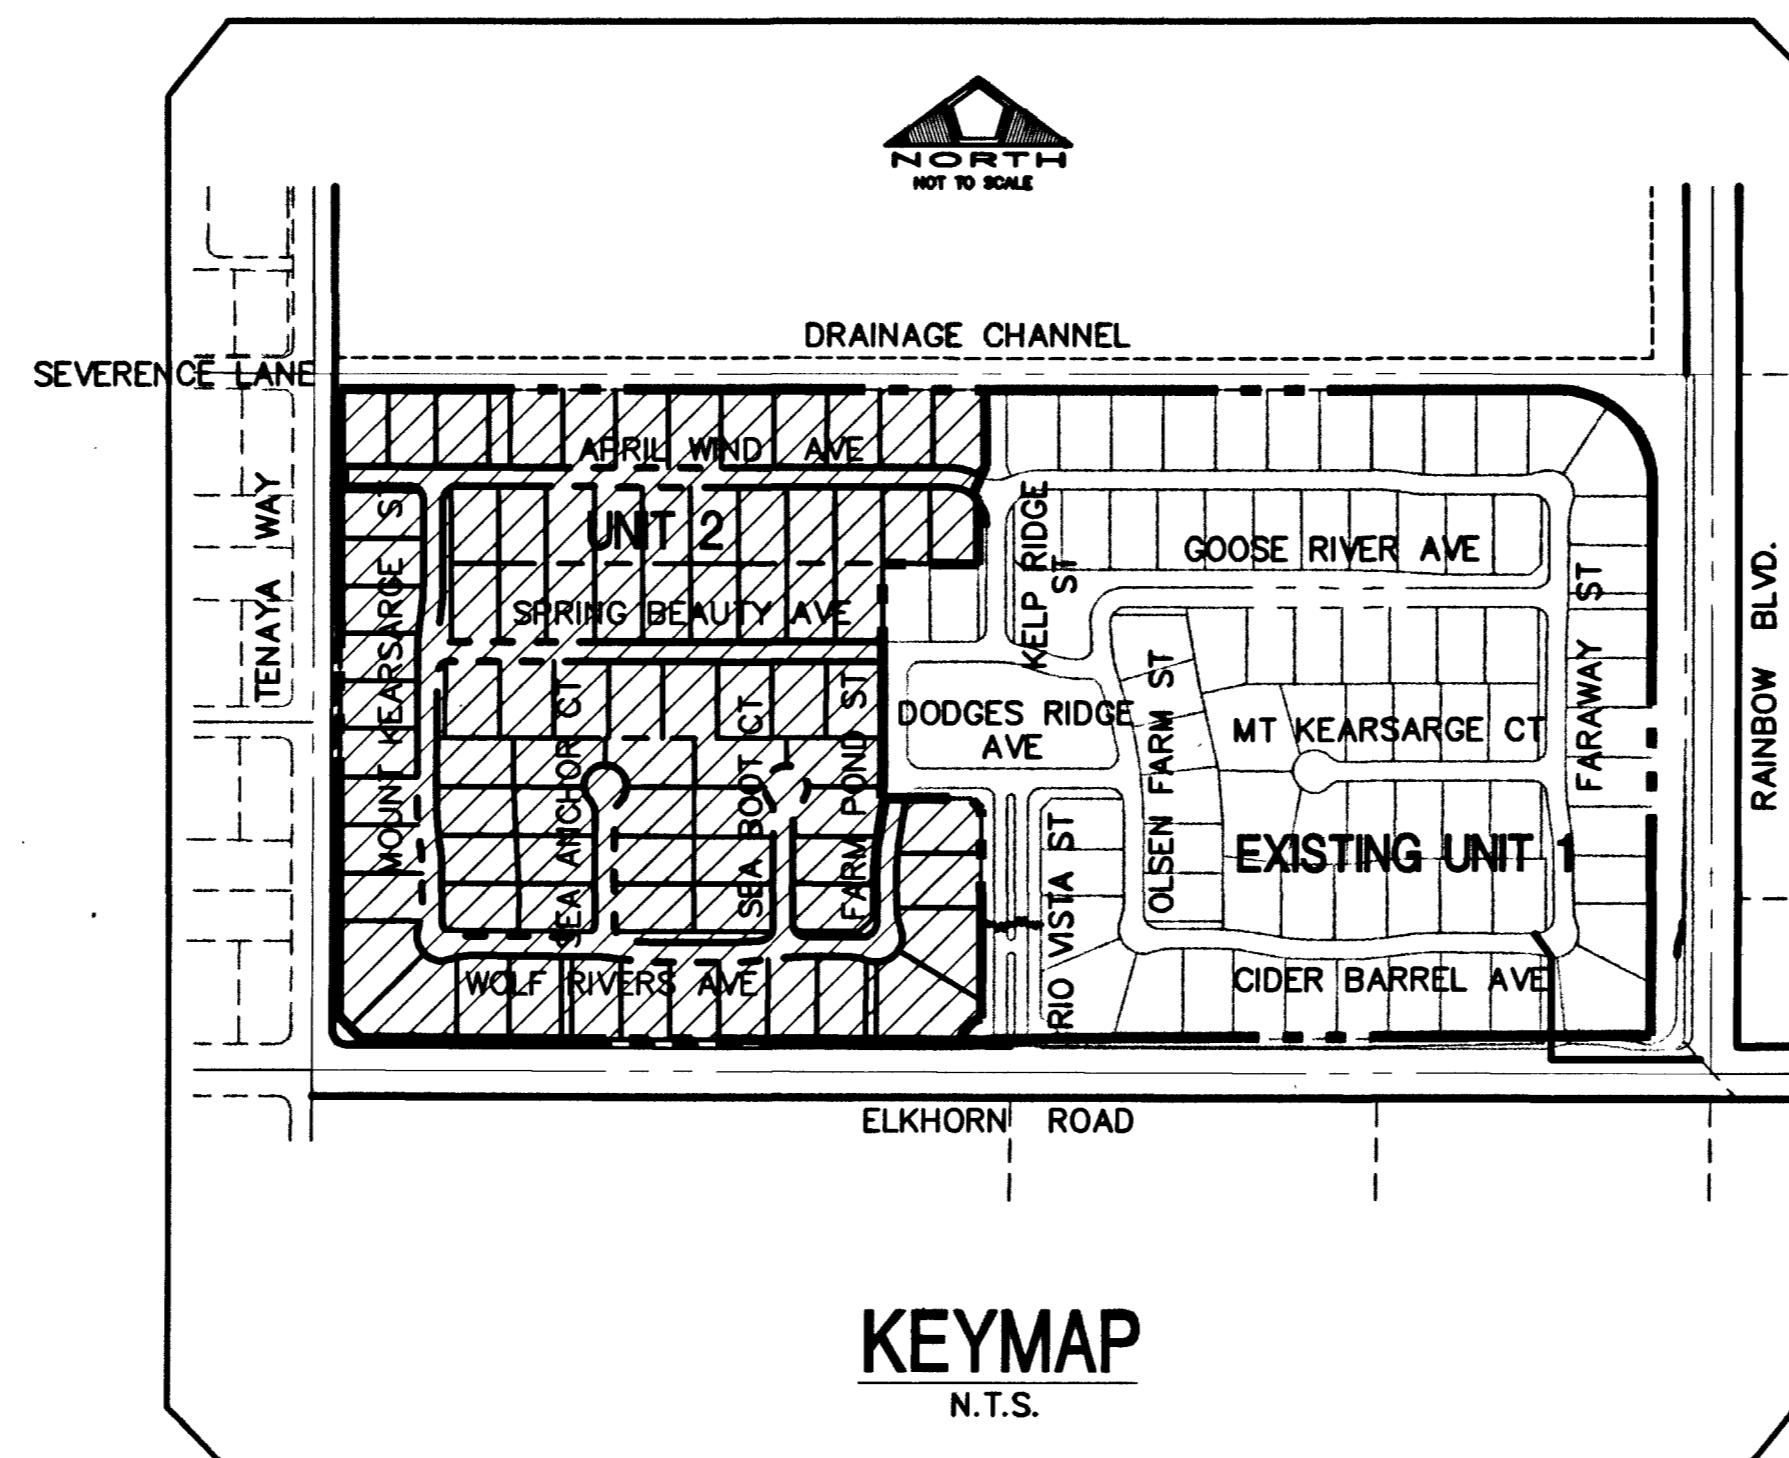 NORTH
NOT TO SCALE
DRAINAGE CHANNEL
SEVERENCE LANE
APRIL WIND AVE
TENAYA WAY
MOUNT KEARSARGE ST
UNIT 2
KELP RIDGE
ST
GOOSE RIVER AVE
SPRING BEAUTY AVE
FARAWAY ST
RAINBOW BLVD.
SEA ANCHOR CT
SEA BOOT CT
FARM POND ST
DODGES RIDGE
AVE
OLSEN FARM ST
MT KEARSARGE CT
EXISTING UNIT 1
RIO VISTA ST
WOLF RIVERS AVE
CIDER BARREL AVE
ELKHORN ROAD
KEYMAP
N.T.S.